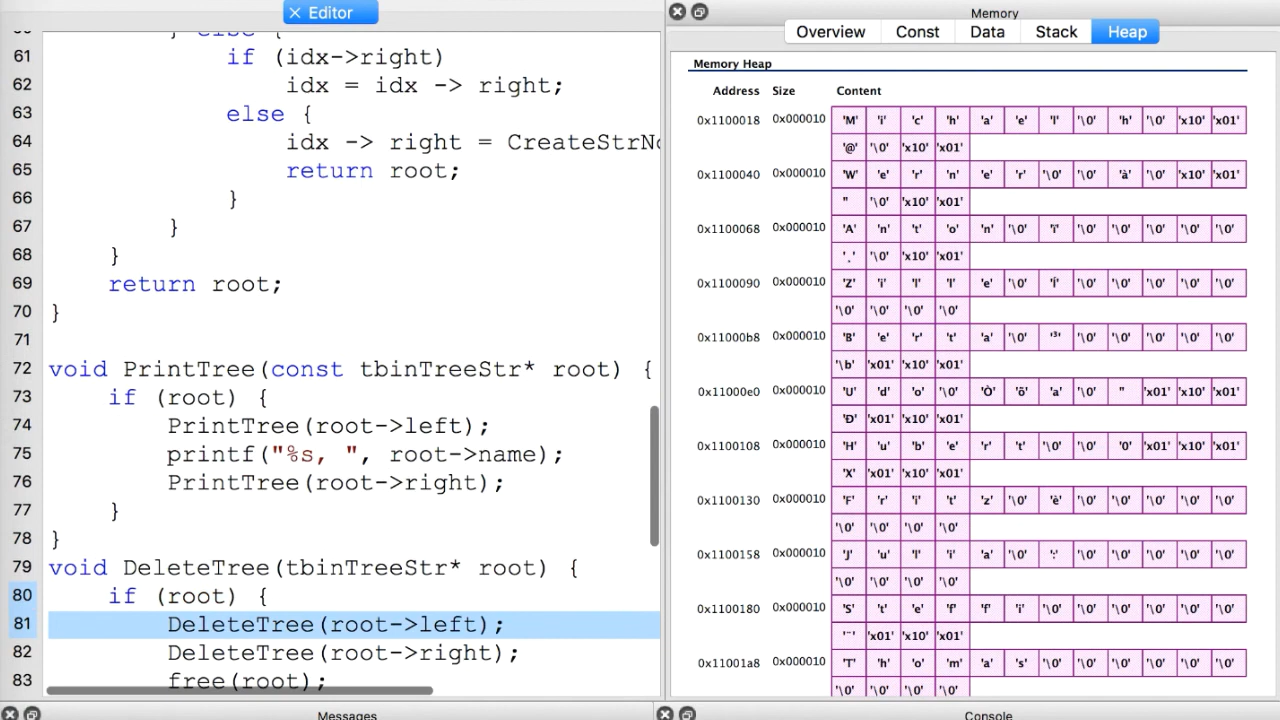 Editor
} else {
61 if (idx->right)
62 idx = idx -> right;
63 else {
64 idx -> right = CreateStrNo
65 return root;
66 }
67 }
68 }
69 return root;
70 }
71
72 void PrintTree(const tbinTreeStr* root) {
73 if (root) {
74 PrintTree(root->left);
75 printf("%s, ", root->name);
76 PrintTree(root->right);
77 }
78 }
79 void DeleteTree(tbinTreeStr* root) {
80 if (root) {
81 DeleteTree(root->left);
82 DeleteTree(root->right);
83 free(root);
Messages
Memory
Overview Const Data Stack Heap
Memory Heap
Address Size Content
0x1100018 0x000010 'M' 'i' 'c' 'h' 'a' 'e' 'l' '\0' 'h' '\0' 'x10' 'x01'
'@' '\0' 'x10' 'x01'
0x1100040 0x000010 'W' 'e' 'r' 'n' 'e' 'r' '\0' '\0' 'à' '\0' 'x10' 'x01'
'' '\0' 'x10' 'x01'
0x1100068 0x000010 'A' 'n' 't' 'o' 'n' '\0' 'ï' '\0' '\0' '\0' '\0' '\0'
'\0' 'x10' 'x01'
0x1100090 0x000010 'Z' 'i' 'l' 'l' 'e' '\0' 'Í' '\0' '\0' '\0' '\0' '\0'
'\0' '\0' '\0' '\0'
0x11000b8 0x000010 'B' 'e' 'r' 't' 'a' '\0' '³' '\0' '\0' '\0' '\0' '\0'
'\b' 'x01' 'x10' 'x01'
0x11000e0 0x000010 'U' 'd' 'o' '\0' 'Ò' 'õ' 'a' '\0' '' 'x01' 'x10' 'x01'
'Ð' 'x01' 'x10' 'x01'
0x1100108 0x000010 'H' 'u' 'b' 'e' 'r' 't' '\0' '\0' '0' 'x01' 'x10' 'x01'
'X' 'x01' 'x10' 'x01'
0x1100130 0x000010 'F' 'r' 'i' 't' 'z' '\0' 'è' '\0' '\0' '\0' '\0' '\0'
'\0' '\0' '\0' '\0'
0x1100158 0x000010 'J' 'u' 'l' 'i' 'a' '\0' '\0' '\0' '\0' '\0' '\0'
'\0' '\0' '\0' '\0'
0x1100180 0x000010 'S' 't' 'e' 'f' 'f' 'i' '\0' '\0' '\0' '\0' '\0' '\0'
'¨' 'x01' 'x10' 'x01'
0x11001a8 0x000010 'T' 'h' 'o' 'm' 'a' 's' '\0' '\0' '\0' '\0' '\0' '\0'
'\0' '\0' '\0' '\0'
Console